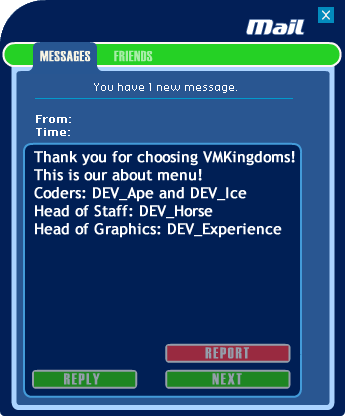 Mail
X
MESSAGES FRIENDS
You have 1 new message.
From:
Time:
Thank you for choosing VMKingdoms!
This is our about menu!
Coders: DEV_Ape and DEV_Ice
Head of Staff: DEV_Horse
Head of Graphics: DEV_Experience
REPORT
REPLY NEXT